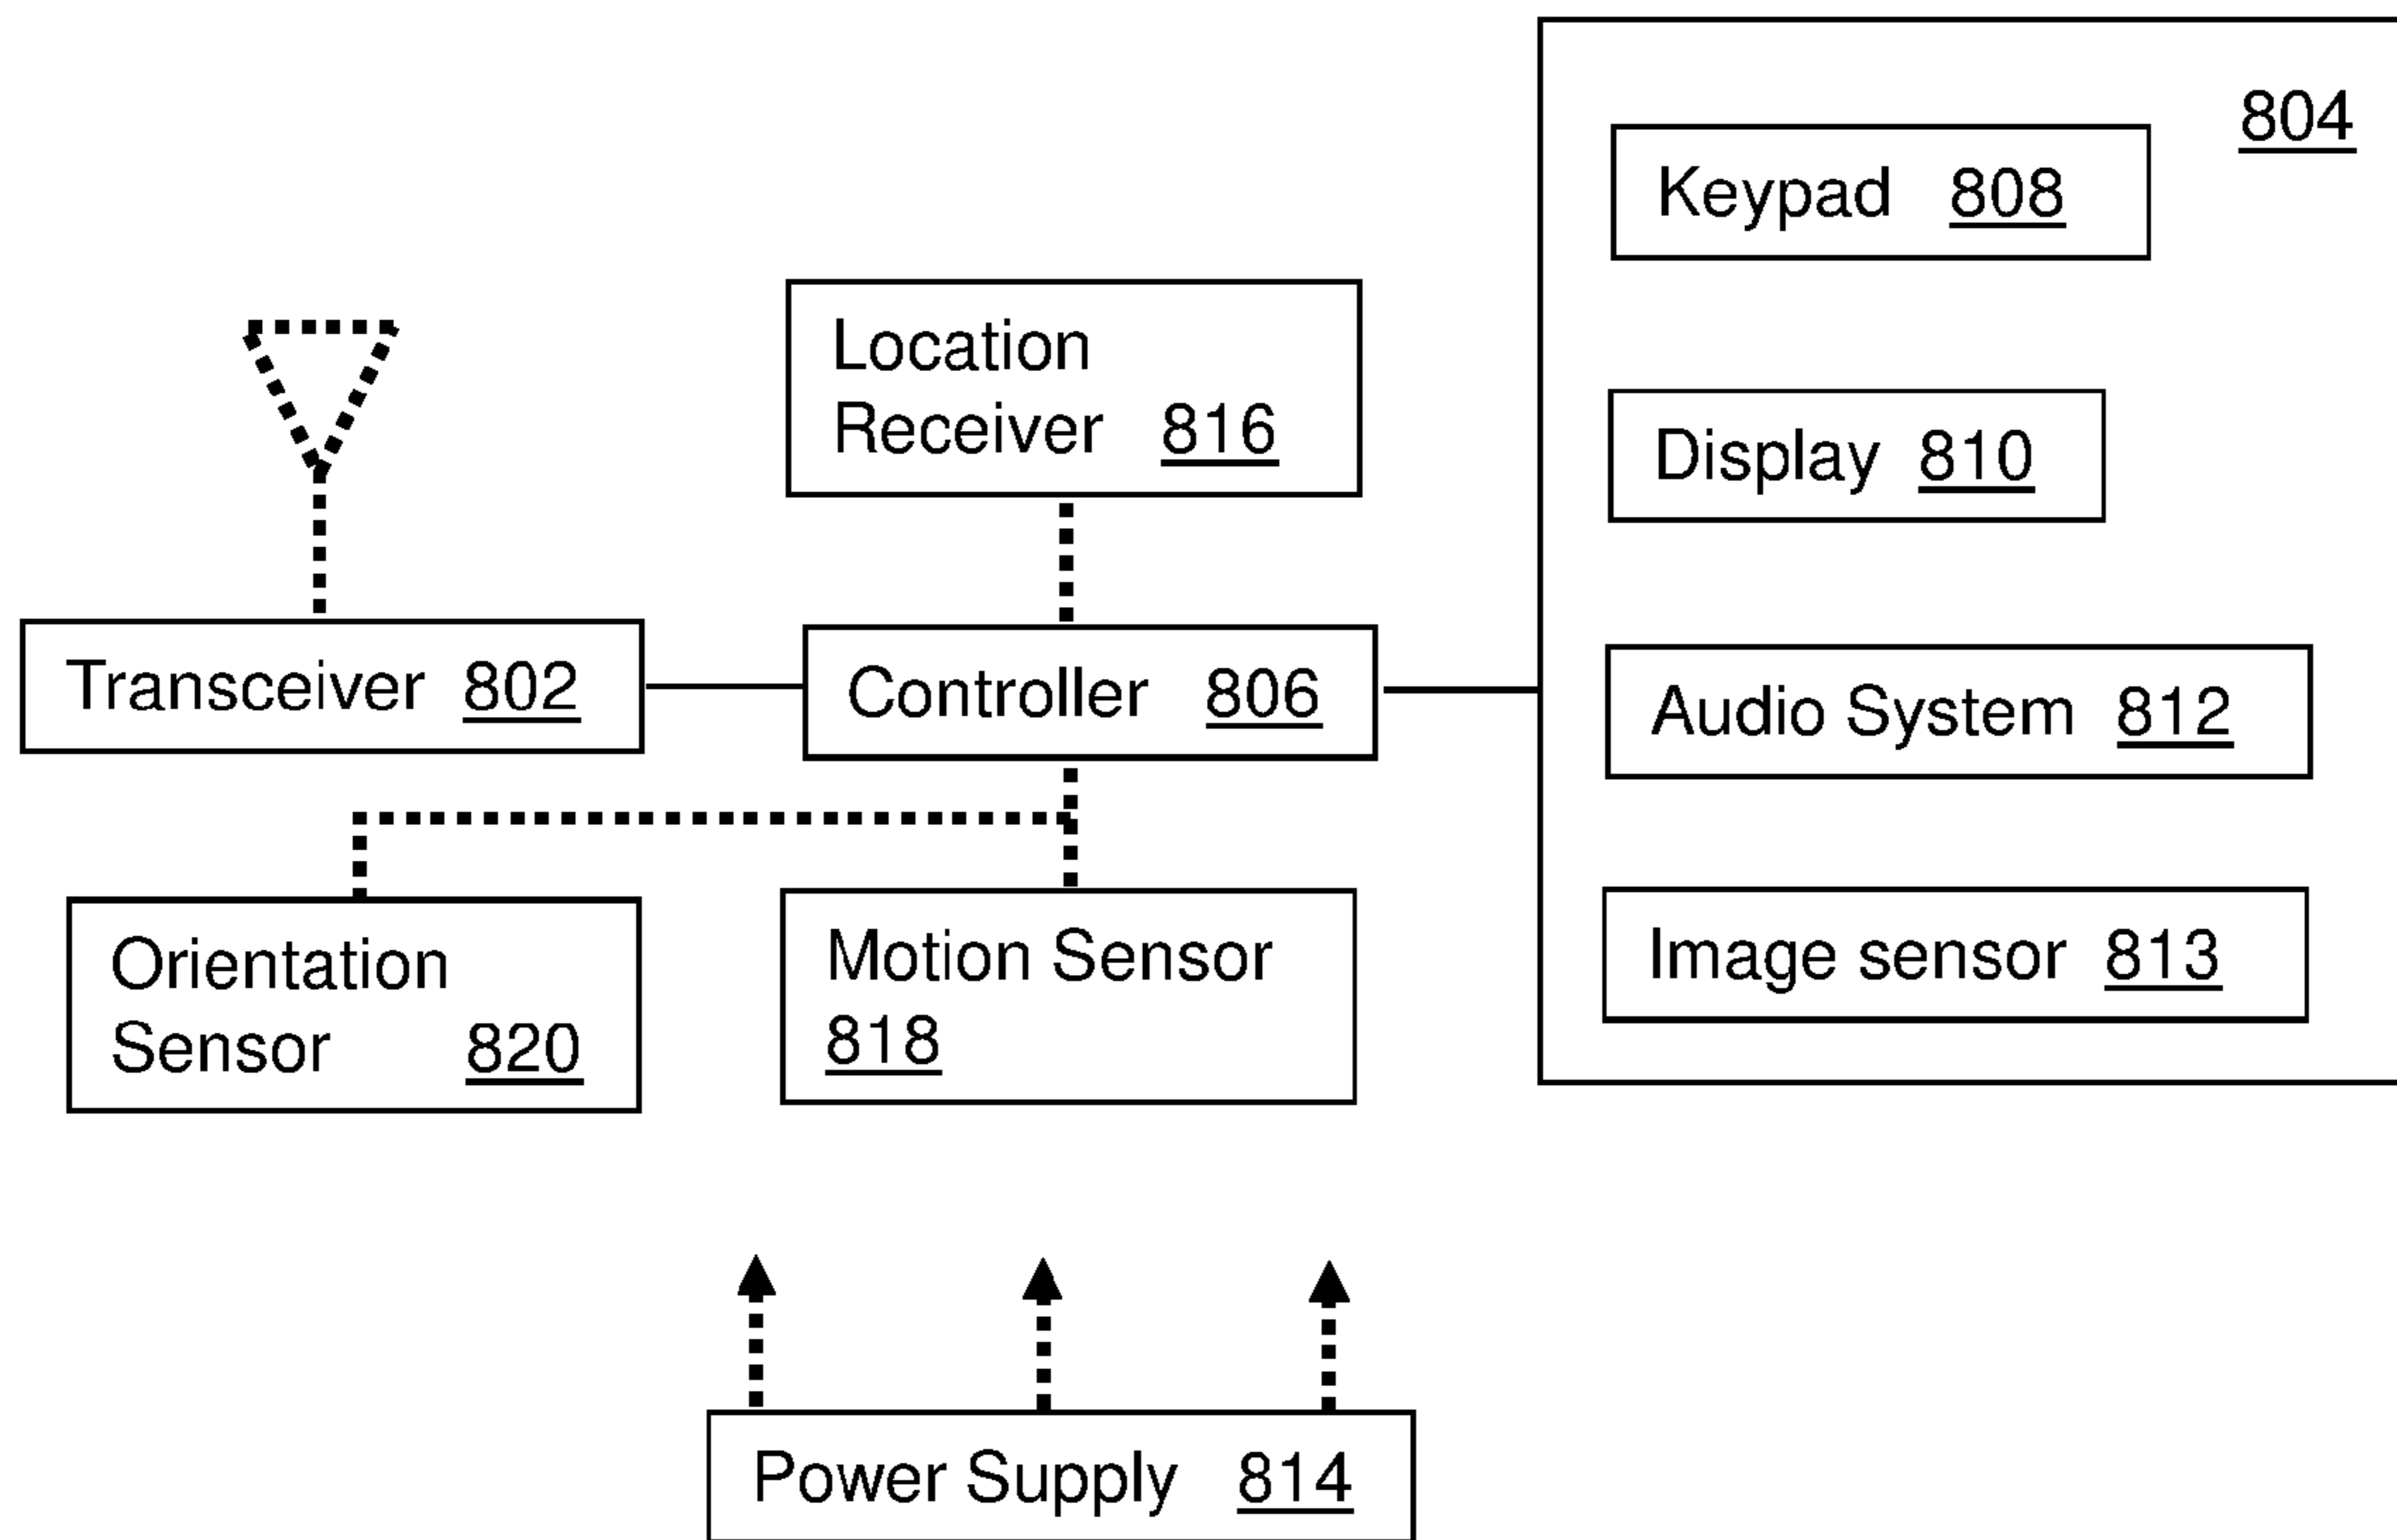 804
Keypad 808
Location
Receiver 816
Display 810
Transceiver 802
Controller 806
Audio System 812
Orientation
Sensor 820
Motion Sensor
818
Image sensor 813
Power Supply 814